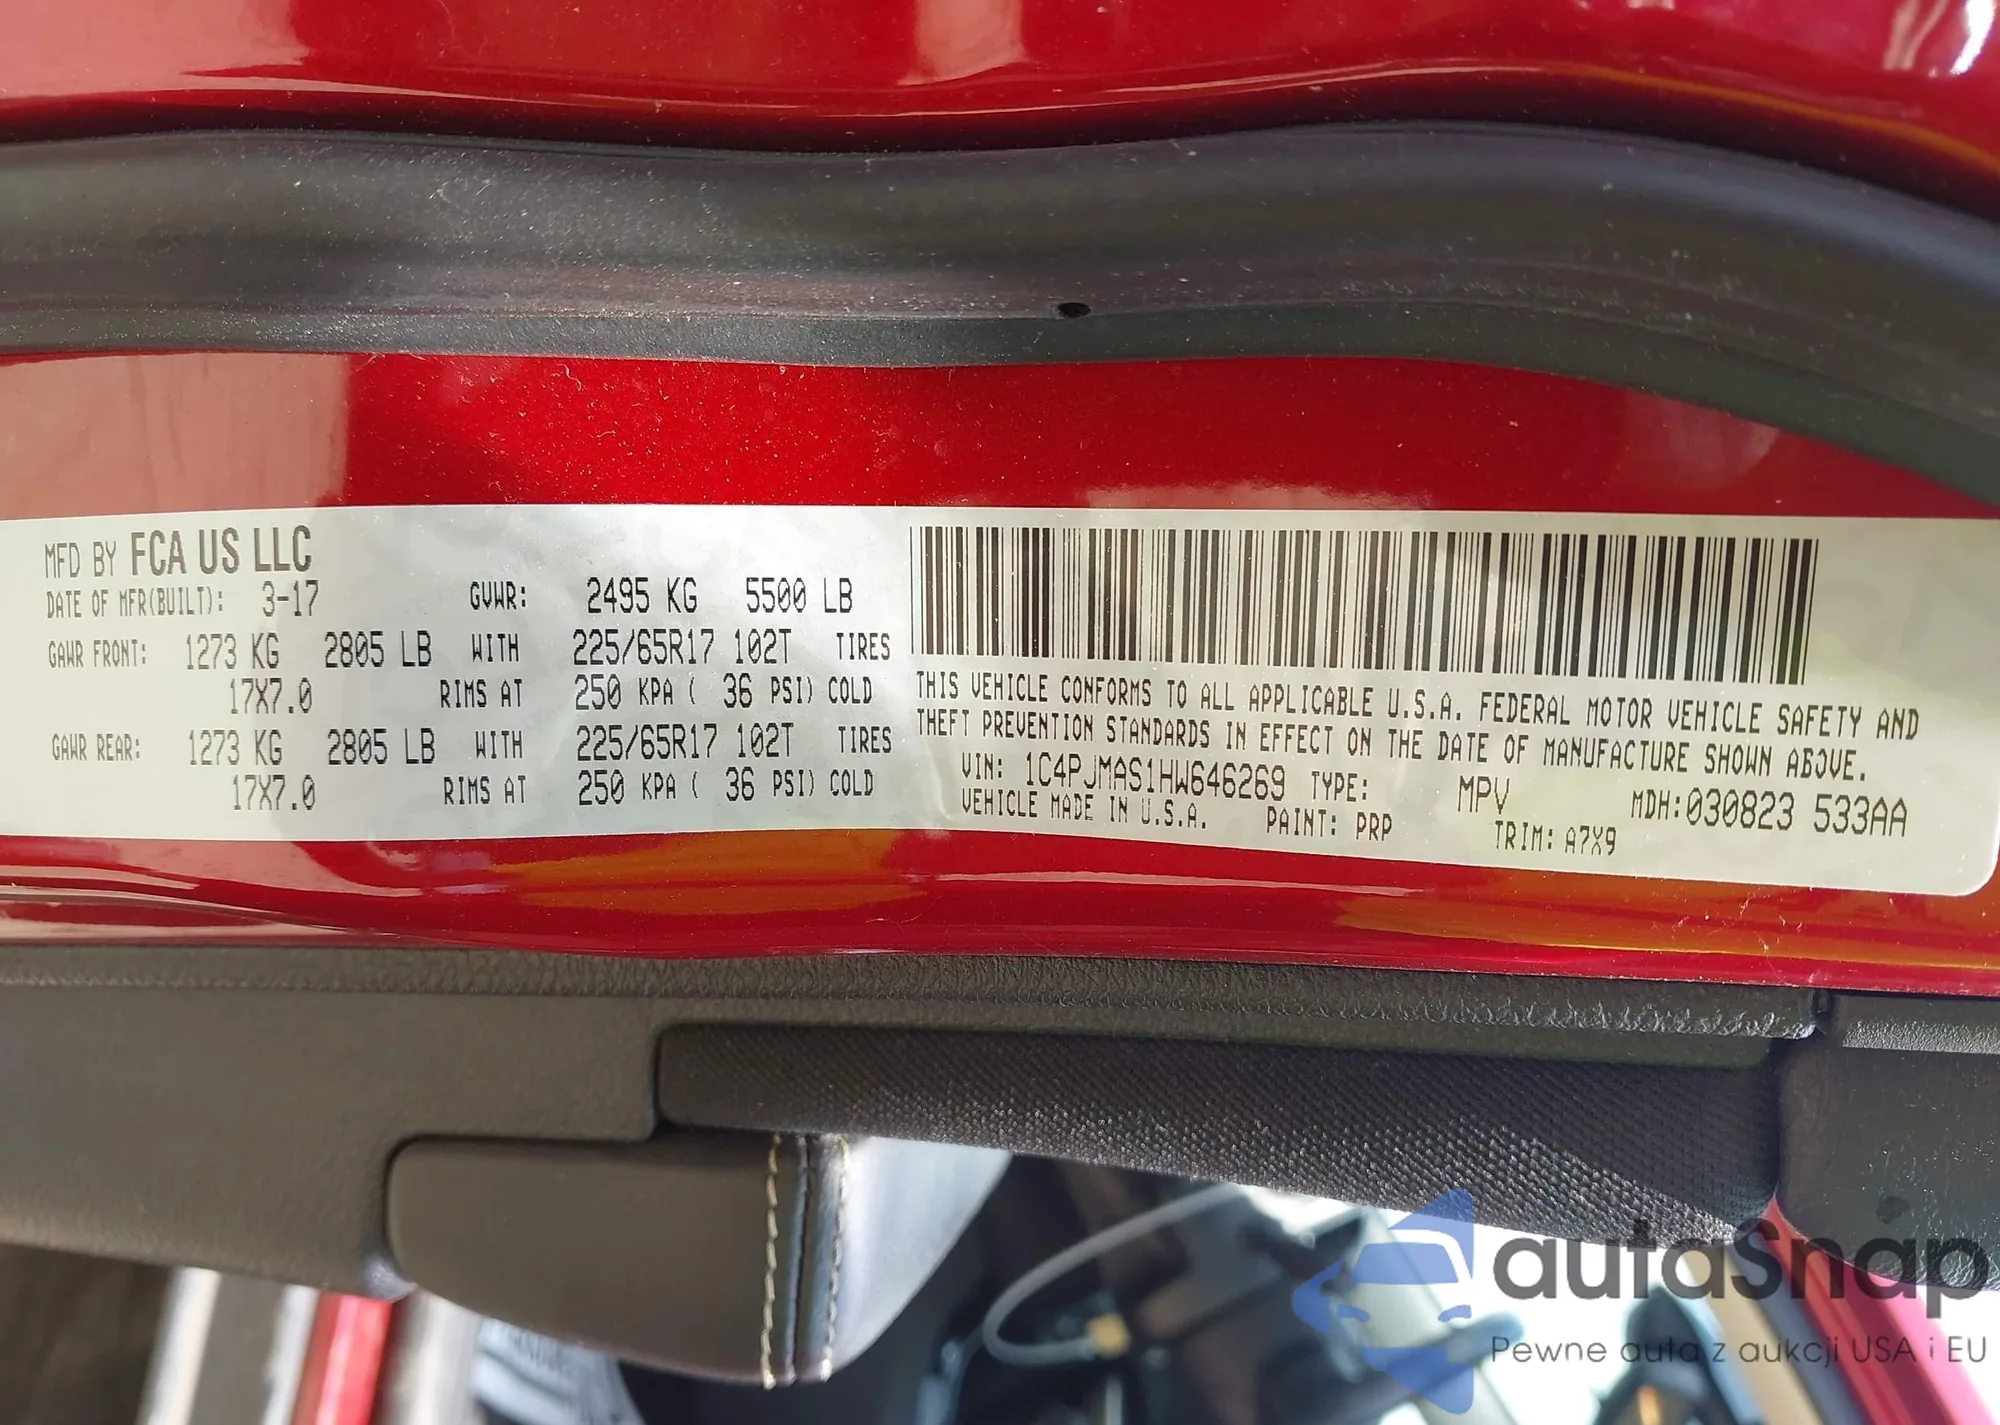 MFD BY FCA US LLC
DATE OF MFR(BUILT): 3-17 GVWR: 2495 KG 5500 LB
GAWR FRONT: 1273 KG 2805 LB WITH 225/65R17 102T TIRES
17X7.0 RIMS AT 250 KPA ( 36 PSI) COLD
GAWR REAR: 1273 KG 2805 LB WITH 225/65R17 102T TIRES
17X7.0 RIMS AT 250 KPA ( 36 PSI) COLD
THIS VEHICLE CONFORMS TO ALL APPLICABLE U.S.A. FEDERAL MOTOR VEHICLE SAFETY AND
THEFT PREVENTION STANDARDS IN EFFECT ON THE DATE OF MANUFACTURE SHOWN ABOVE.
VIN: 1C4PJMAS1HW646269 TYPE: MPV MDH:030823 533AA
VEHICLE MADE IN U.S.A. PAINT: PRP TRIM: A7X9
autaSnap
Pewne auta z aukcji USA i EU